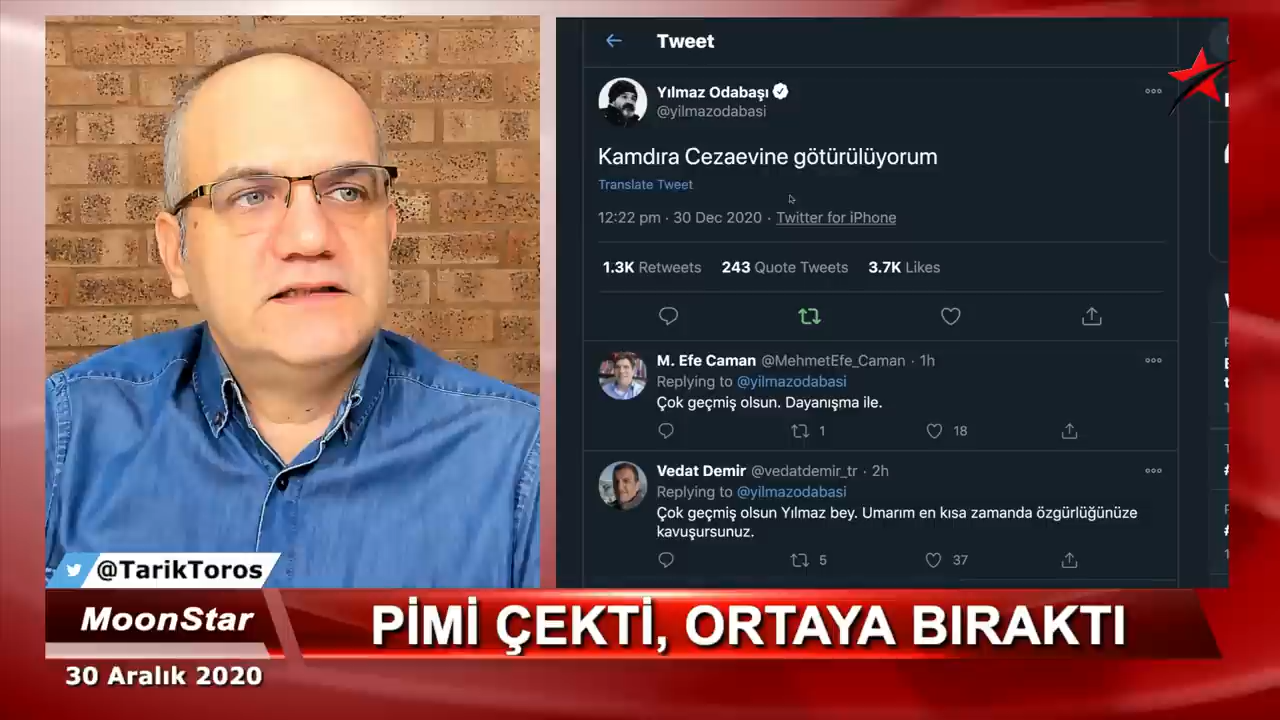 Tweet
Yılmaz Odabaşı
@yilmazodabasi
Kamdıra Cezaevine götürülüyorum
Translate Tweet
12:22 pm · 30 Dec 2020 · Twitter for iPhone
1.3K Retweets 243 Quote Tweets 3.7K Likes
M. Efe Caman @MehmetEfe_Caman · 1h
Replying to @yilmazodabasi
Çok geçmiş olsun. Dayanışma ile.
1 18
Vedat Demir @vedatdemir_tr · 2h
Replying to @yilmazodabasi
Çok geçmiş olsun Yılmaz bey. Umarım en kısa zamanda özgürlüğünüze
kavuşursunuz.
5 37
@TarikToros
MoonStar
PİMİ ÇEKTİ, ORTAYA BIRAKTI
30 Aralık 2020